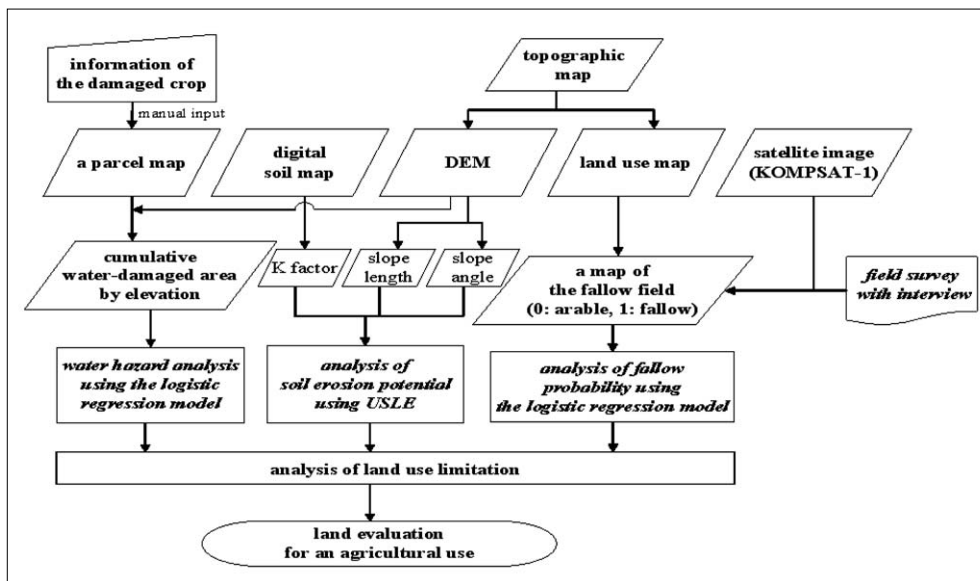 information of
the damaged crop
topographic
map
manual input
a parcel map
digital
soil map
DEM
land use map
satellite image
(KOMPSAT-1)
cumulative
water-damaged area
by elevation
K factor
slope
length
slope
angle
a map of
the fallow field
(0: arable, 1: fallow)
field survey
with interview
water hazard analysis
using the logistic
regression model
analysis of
soil erosion potential
using USLE
analysis of fallow
probability using
the logistic regression model
analysis of land use limitation
land evaluation
for an agricultural use